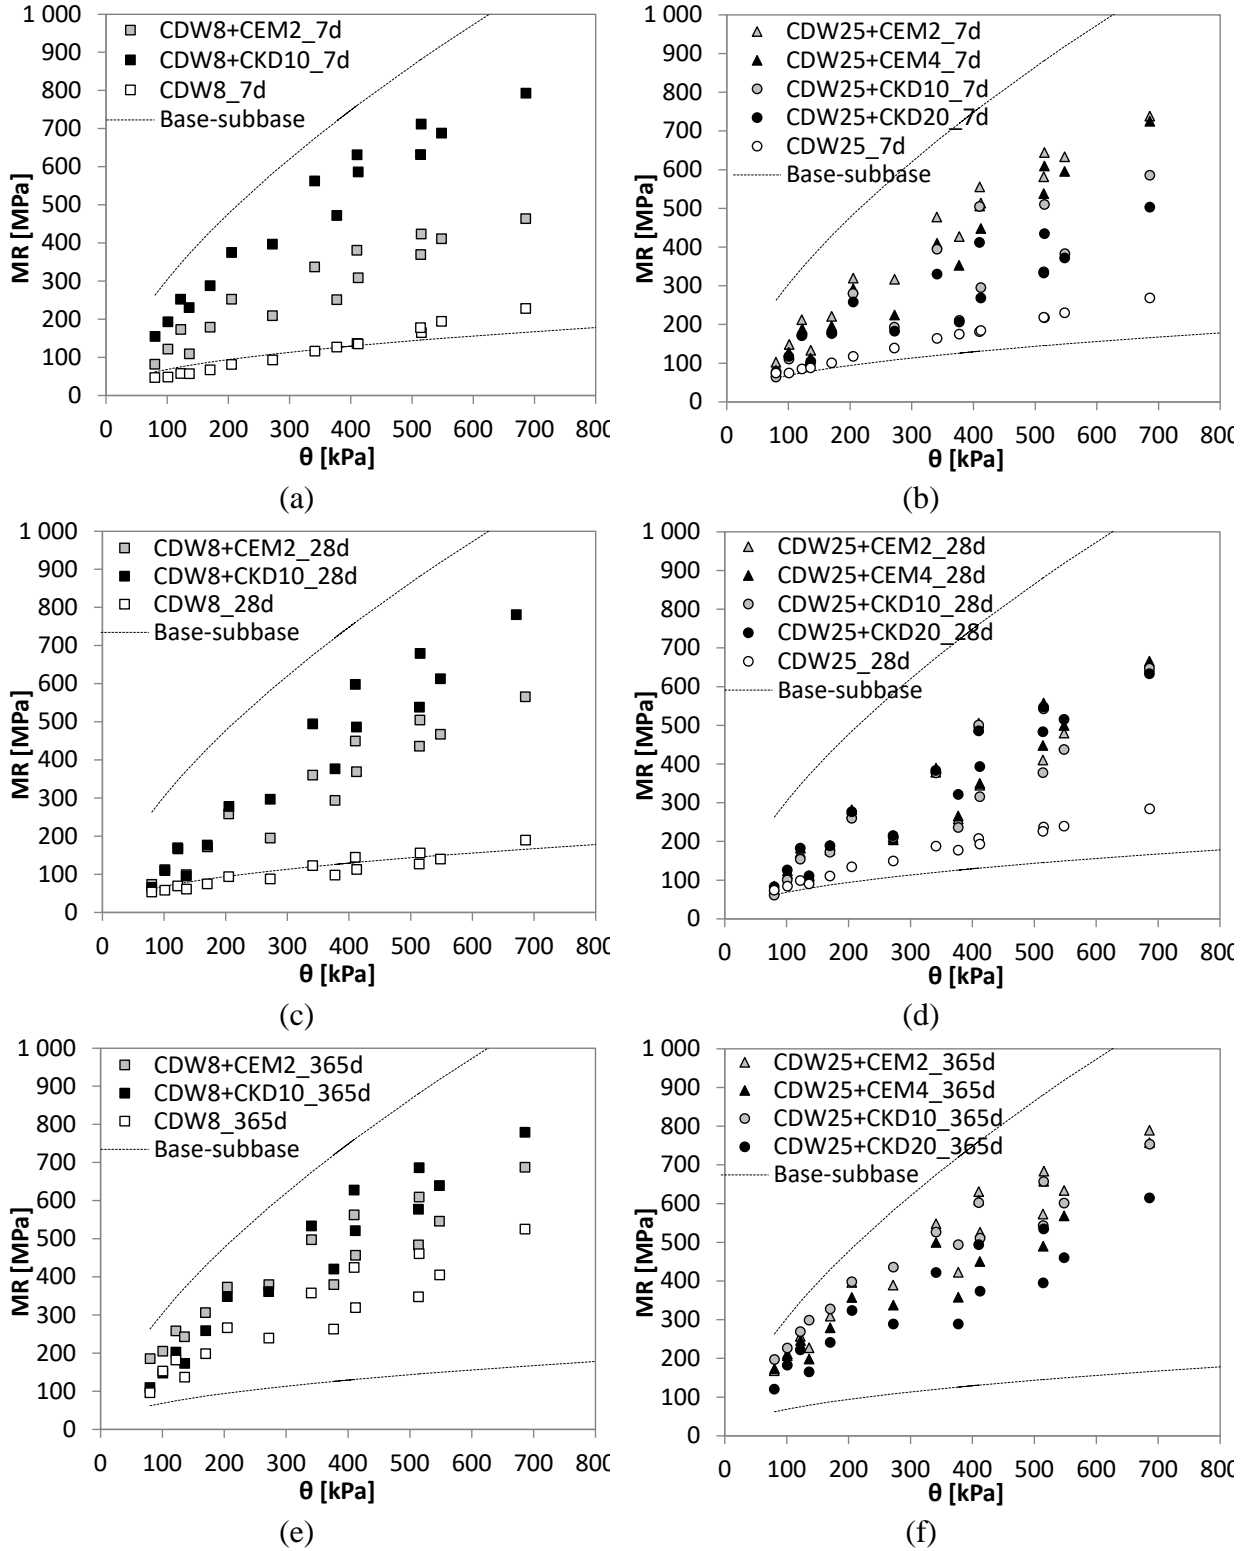 1 000
900
800
700
600
500
400
300
200
100
0
MR [MPa]
CDW8+CEM2_7d
CDW8+CKD10_7d
CDW8_7d
Base-subbase
0 100 200 300 400 500 600 700 800
θ [kPa]
(a)
1 000
900
800
700
600
500
400
300
200
100
0
MR [MPa]
CDW25+CEM2_7d
CDW25+CEM4_7d
CDW25+CKD10_7d
CDW25+CKD20_7d
CDW25_7d
Base-subbase
0 100 200 300 400 500 600 700 800
θ [kPa]
(b)
1 000
900
800
700
600
500
400
300
200
100
0
MR [MPa]
CDW8+CEM2_28d
CDW8+CKD10_28d
CDW8_28d
Base-subbase
0 100 200 300 400 500 600 700 800
θ [kPa]
(c)
1 000
900
800
700
600
500
400
300
200
100
0
MR [MPa]
CDW25+CEM2_28d
CDW25+CEM4_28d
CDW25+CKD10_28d
CDW25+CKD20_28d
CDW25_28d
Base-subbase
0 100 200 300 400 500 600 700 800
θ [kPa]
(d)
1 000
900
800
700
600
500
400
300
200
100
0
MR [MPa]
CDW8+CEM2_365d
CDW8+CKD10_365d
CDW8_365d
Base-subbase
0 100 200 300 400 500 600 700 800
θ [kPa]
(e)
1 000
900
800
700
600
500
400
300
200
100
0
MR [MPa]
CDW25+CEM2_365d
CDW25+CEM4_365d
CDW25+CKD10_365d
CDW25+CKD20_365d
Base-subbase
0 100 200 300 400 500 600 700 800
θ [kPa]
(f)